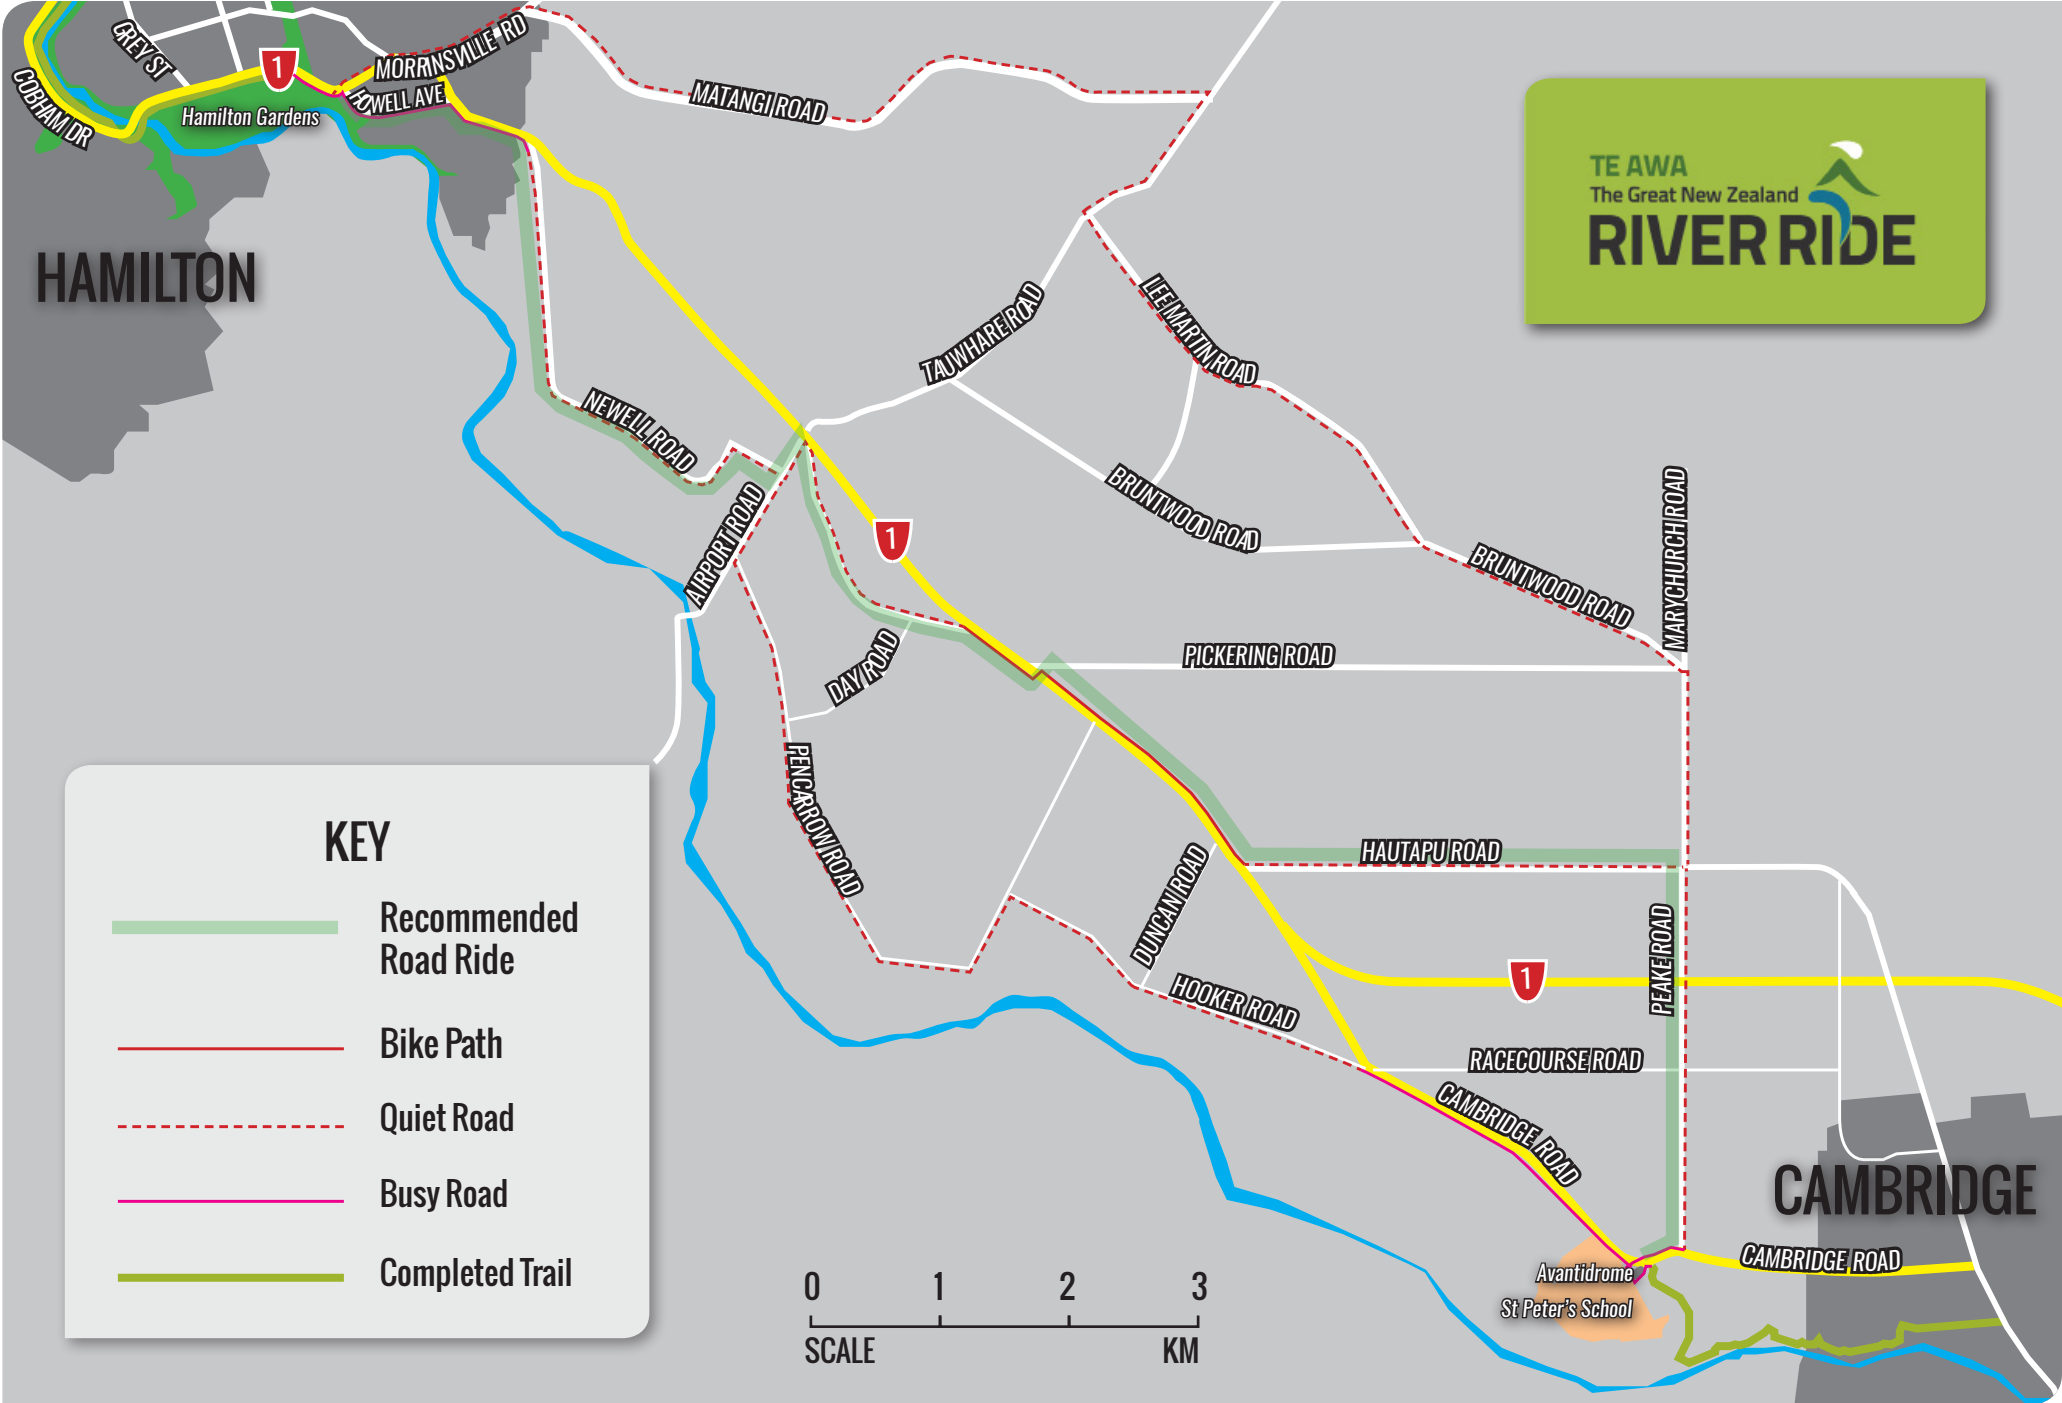 GREY ST
1
MORRINSVILLE RD
COBHAM DR
HOWELL AVE
Hamilton Gardens
MATANGI ROAD
TE AWA
The Great New Zealand
RIVER RIDE
HAMILTON
TAUWHARE ROAD
LEE MARTIN ROAD
NEWELL ROAD
AIRPORT ROAD
1
BRUNTWOOD ROAD
BRUNTWOOD ROAD
MARYCHURCH ROAD
PICKERING ROAD
DAY ROAD
PENCARROW ROAD
HAUTAPU ROAD
DUNCAN ROAD
PEAKE ROAD
HOOKER ROAD
1
RACECOURSE ROAD
CAMBRIDGE ROAD
CAMBRIDGE
CAMBRIDGE ROAD
Avantidrome
St Peter's School
KEY
Recommended
Road Ride
Bike Path
Quiet Road
Busy Road
Completed Trail
0 1 2 3
SCALE KM